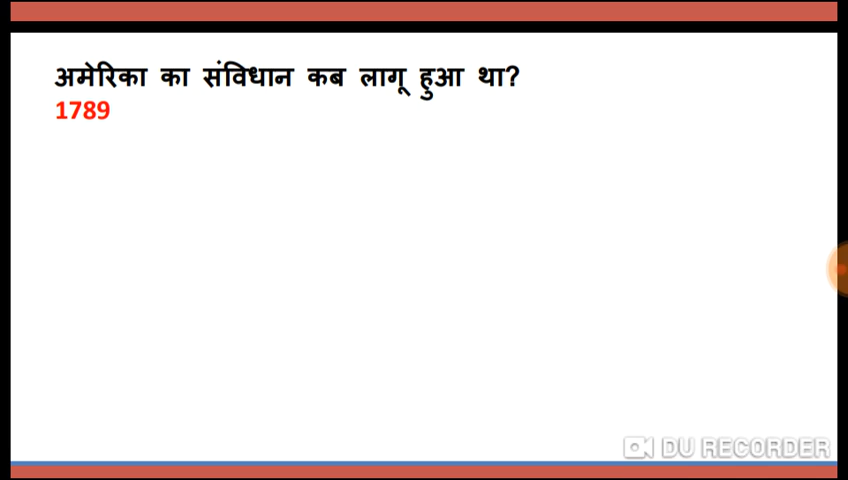 अमेरिका का संविधान कब लागू हुआ था?
1789
DU RECORDER